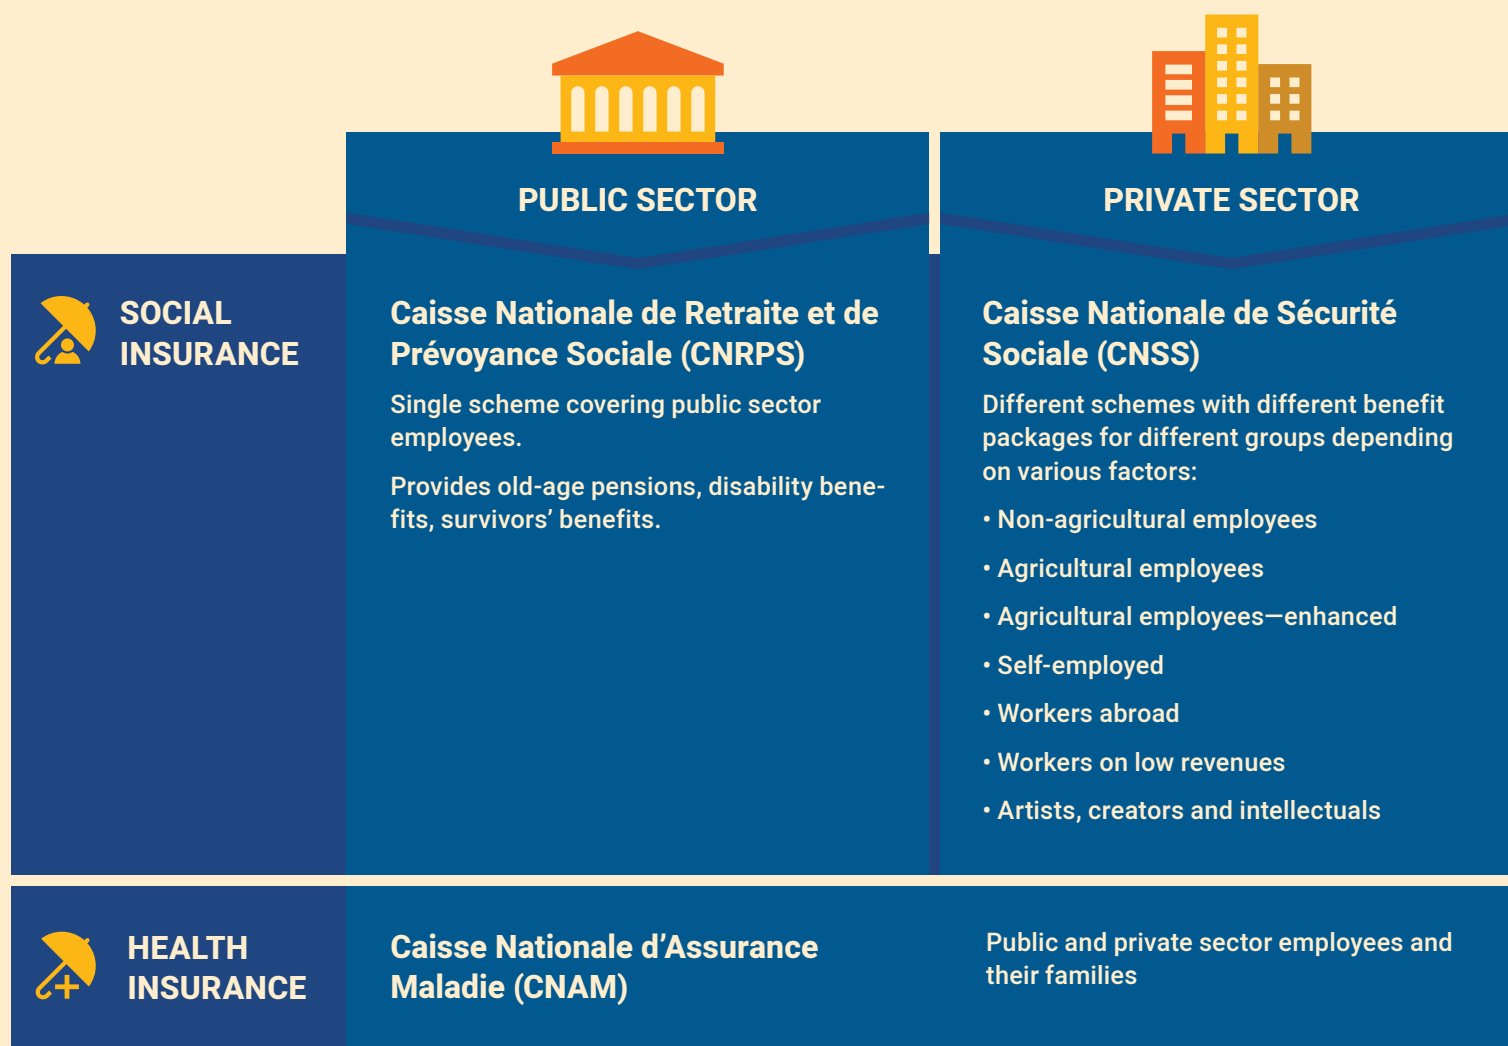 PUBLIC SECTOR
PRIVATE SECTOR
SOCIAL
INSURANCE
Caisse Nationale de Retraite et de
Prévoyance Sociale (CNRPS)
Single scheme covering public sector
employees.
Provides old-age pensions, disability bene-
fits, survivors’ benefits.
Caisse Nationale de Sécurité
Sociale (CNSS)
Different schemes with different benefit
packages for different groups depending
on various factors:
• Non-agricultural employees
• Agricultural employees
• Agricultural employees—enhanced
• Self-employed
• Workers abroad
• Workers on low revenues
• Artists, creators and intellectuals
HEALTH
INSURANCE
Caisse Nationale d’Assurance
Maladie (CNAM)
Public and private sector employees and
their families